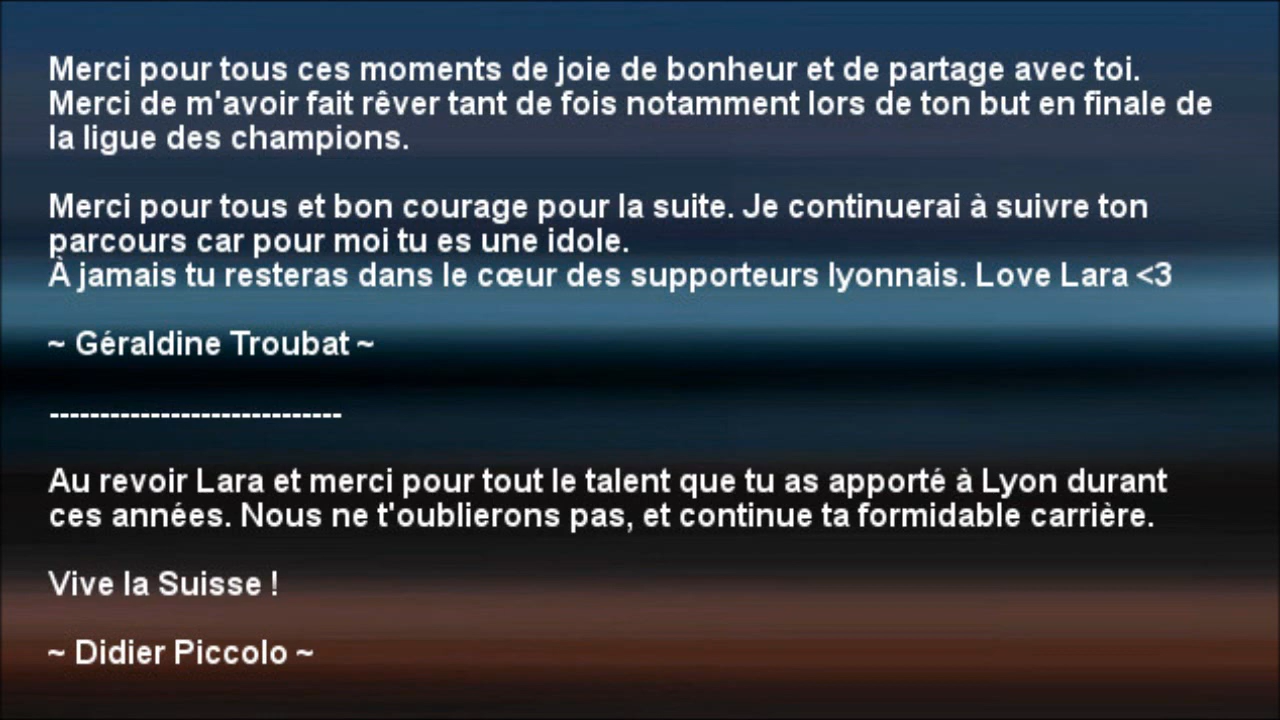 Merci pour tous ces moments de joie de bonheur et de partage avec toi.
Merci de m'avoir fait rêver tant de fois notamment lors de ton but en finale de
la ligue des champions.
Merci pour tous et bon courage pour la suite. Je continuerai à suivre ton
parcours car pour moi tu es une idole.
À jamais tu resteras dans le cœur des supporteurs lyonnais. Love Lara <3
~ Géraldine Troubat ~
-----------------------------
Au revoir Lara et merci pour tout le talent que tu as apporté à Lyon durant
ces années. Nous ne t'oublierons pas, et continue ta formidable carrière.
Vive la Suisse !
~ Didier Piccolo ~